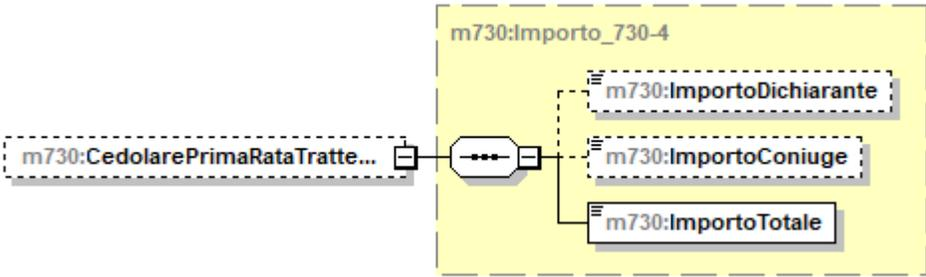 m730:Importo_730-4
m730:ImportoDichiarante
m730:CedolarePrimaRataTratte...
m730:ImportoConiuge
m730:ImportoTotale